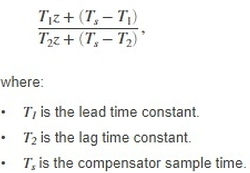 T₁z + (Tₛ − T₁)
T₂z + (Tₛ − T₂)’
where:
• T₁ is the lead time constant.
• T₂ is the lag time constant.
• Tₛ is the compensator sample time.